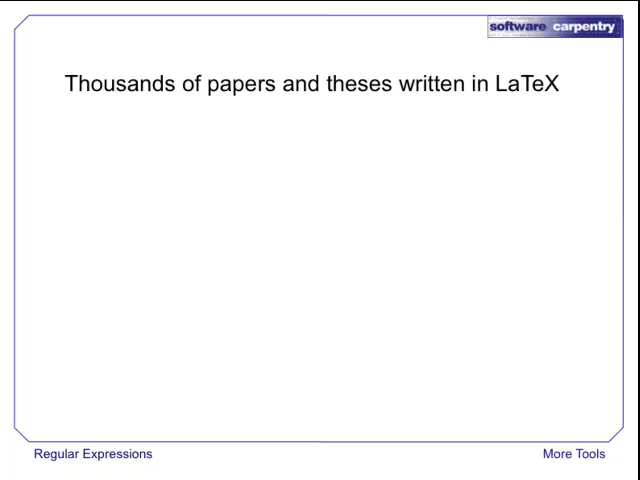 software carpentry
Thousands of papers and theses written in LaTeX
Regular Expressions
More Tools